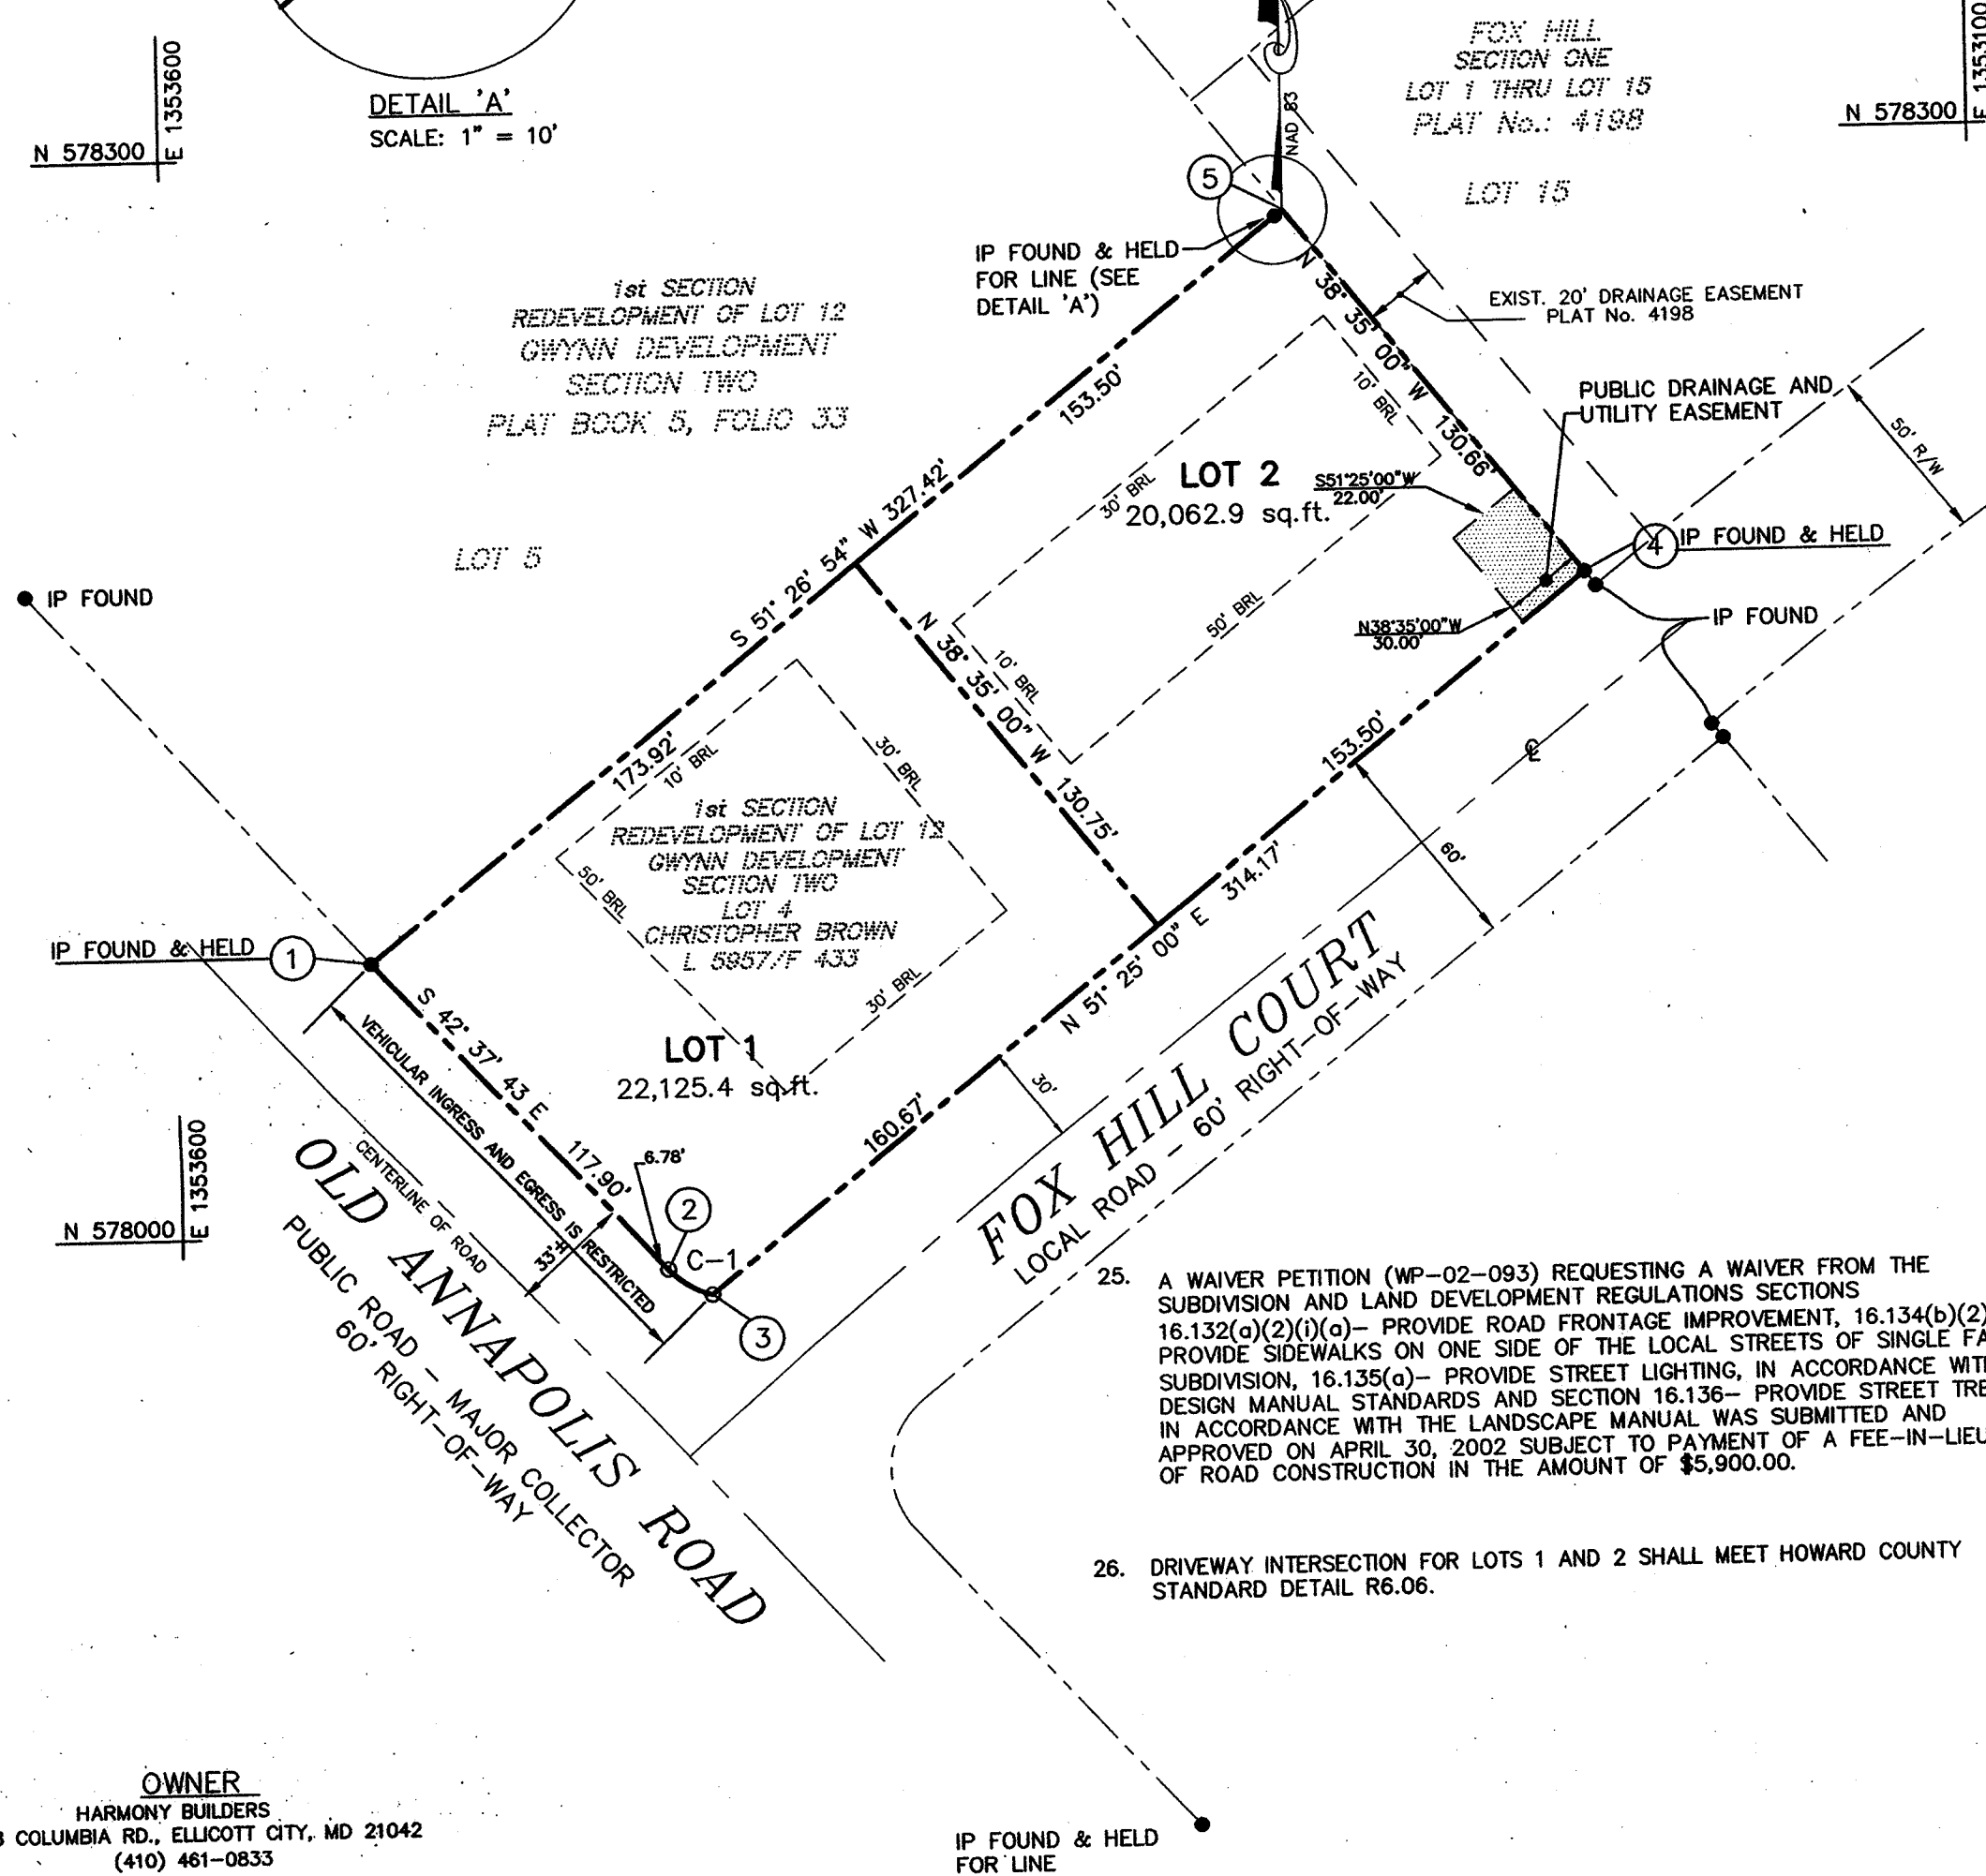 N 578300
E 1353600
DETAIL 'A'
SCALE: 1" = 10'
NAD 83
FOX HILL
SECTION ONE
LOT 1 THRU LOT 15
PLAT No.: 4198
LOT 15
N 578300
E 1353100
5
IP FOUND & HELD
FOR LINE (SEE
DETAIL 'A')
1st SECTION
REDEVELOPMENT OF LOT 12
GWYNN DEVELOPMENT
SECTION TWO
PLAT BOOK 5, FOLIO 33
LOT 5
N 38° 35' 00" W 130.66'
EXIST. 20' DRAINAGE EASEMENT
PLAT No. 4198
PUBLIC DRAINAGE AND
UTILITY EASEMENT
50' R/W
153.50'
S 51° 26' 54" W 327.42'
10' BRL
30' BRL
LOT 2
20,062.9 sq.ft.
S51°25'00"W
22.00'
50' BRL
10' BRL
4
IP FOUND & HELD
IP FOUND
N38°35'00"W
30.00'
IP FOUND
N 38° 35' 00" W 130.75'
153.50'
173.92'
10' BRL
30' BRL
1st SECTION
REDEVELOPMENT OF LOT 12
GWYNN DEVELOPMENT
SECTION TWO
LOT 4
CHRISTOPHER BROWN
L 5957/F 433
50' BRL
30' BRL
60'
N 51° 25' 00" E 314.17'
IP FOUND & HELD
1
S 42° 37' 43 E 117.90'
VEHICULAR INGRESS AND EGRESS IS RESTRICTED
LOT 1
22,125.4 sq.ft.
160.67'
30'
6.78'
2
C-1
3
33'±
CENTERLINE OF ROAD
OLD ANNAPOLIS ROAD
PUBLIC ROAD - MAJOR COLLECTOR
60' RIGHT-OF-WAY
FOX HILL COURT
LOCAL ROAD - 60' RIGHT-OF-WAY
N 578000
E 1353600
25. A WAIVER PETITION (WP-02-093) REQUESTING A WAIVER FROM THE
SUBDIVISION AND LAND DEVELOPMENT REGULATIONS SECTIONS
16.132(a)(2)(i)(a)- PROVIDE ROAD FRONTAGE IMPROVEMENT, 16.134(b)(2)
PROVIDE SIDEWALKS ON ONE SIDE OF THE LOCAL STREETS OF SINGLE FA
SUBDIVISION, 16.135(a)- PROVIDE STREET LIGHTING, IN ACCORDANCE WIT
DESIGN MANUAL STANDARDS AND SECTION 16.136- PROVIDE STREET TRE
IN ACCORDANCE WITH THE LANDSCAPE MANUAL WAS SUBMITTED AND
APPROVED ON APRIL 30, 2002 SUBJECT TO PAYMENT OF A FEE-IN-LIEU
OF ROAD CONSTRUCTION IN THE AMOUNT OF $5,900.00.
26. DRIVEWAY INTERSECTION FOR LOTS 1 AND 2 SHALL MEET HOWARD COUNTY
STANDARD DETAIL R6.06.
OWNER
HARMONY BUILDERS
COLUMBIA RD., ELLICOTT CITY, MD 21042
(410) 461-0833
IP FOUND & HELD
FOR LINE